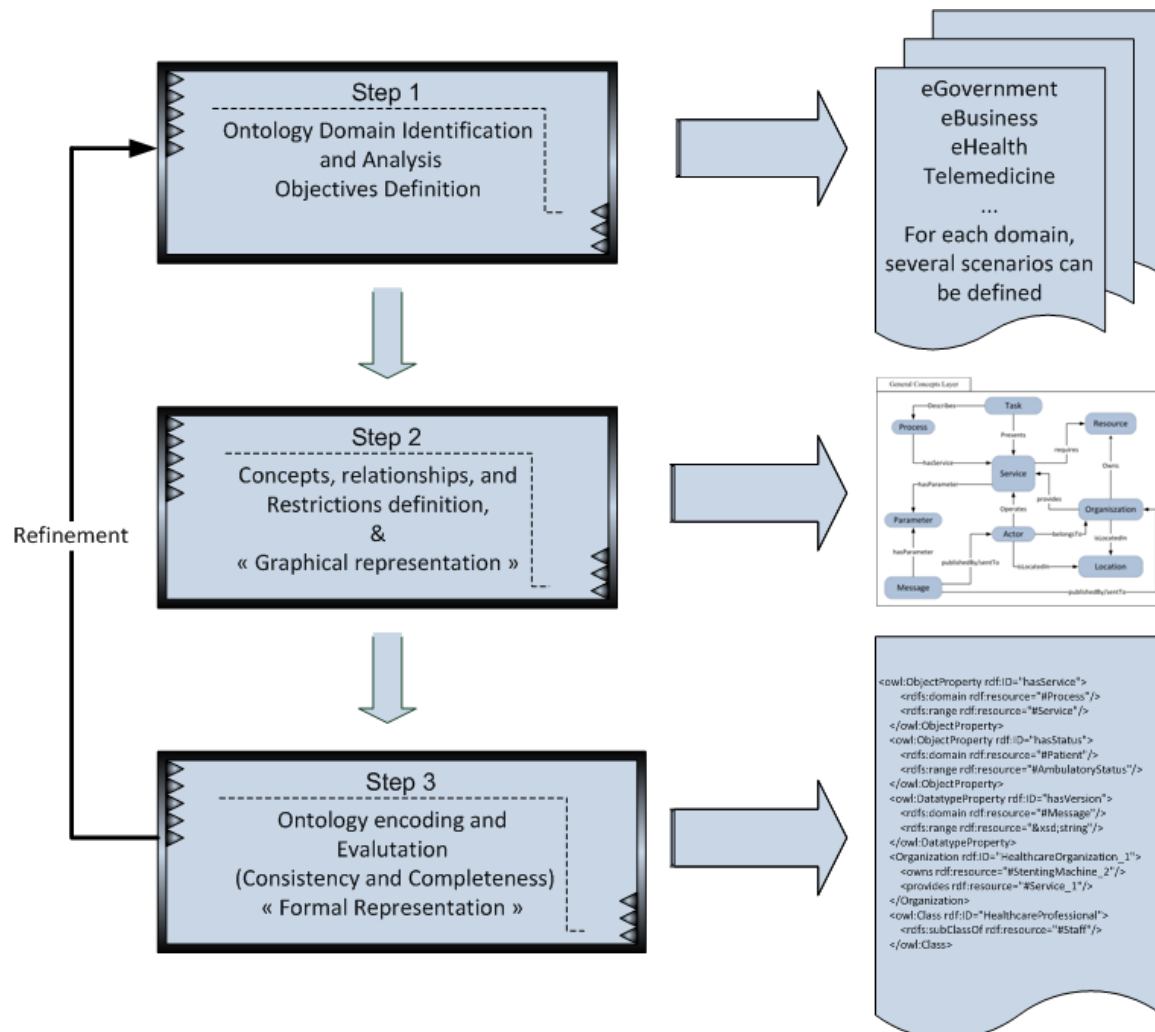 Step 1
Ontology Domain Identification
and Analysis
Objectives Definition
eGovernment
eBusiness
eHealth
Telemedicine
...
For each domain,
several scenarios can
be defined
Refinement
Step 2
Concepts, relationships, and
Restrictions definition,
&
« Graphical representation »
General Concepts Layer
Describes
Task
Process
Presents
Resource
requires
hasService
Service
Owns
hasParameter
provides
Parameter
Operates
Organization
Actor
belongsTo
isLocatedIn
hasParameter
publishedBy/sentTo
isLocatedIn
Location
Message
publishedBy/sentTo
Step 3
Ontology encoding and
Evalutation
(Consistency and Completeness)
« Formal Representation »
<owl:ObjectProperty rdf:ID="hasService">
<rdfs:domain rdf:resource="#Process"/>
<rdfs:range rdf:resource="#Service"/>
</owl:ObjectProperty>
<owl:ObjectProperty rdf:ID="hasStatus">
<rdfs:domain rdf:resource="#Patient"/>
<rdfs:range rdf:resource="#AmbulatoryStatus"/>
</owl:ObjectProperty>
<owl:DatatypeProperty rdf:ID="hasVersion">
<rdfs:domain rdf:resource="#Message"/>
<rdfs:range rdf:resource="&xsd;string"/>
</owl:DatatypeProperty>
<Organization rdf:ID="HealthcareOrganization_1">
<owns rdf:resource="#StentingMachine_2"/>
<provides rdf:resource="#Service_1"/>
</Organization>
<owl:Class rdf:ID="HealthcareProfessional">
<rdfs:subClassOf rdf:resource="#Staff"/>
</owl:Class>